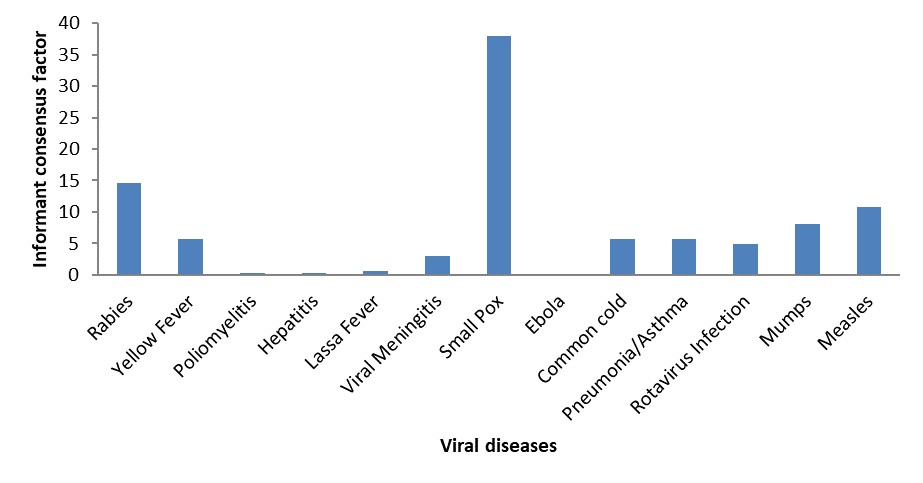 Informant consensus factor
40
35
30
25
20
15
10
5
0
Rabies
Yellow Fever
Poliomyelitis
Hepatitis
Lassa Fever
Viral Meningitis
Small Pox
Ebola
Common cold
Pneumonia/Asthma
Rotavirus Infection
Mumps
Measles
Viral diseases